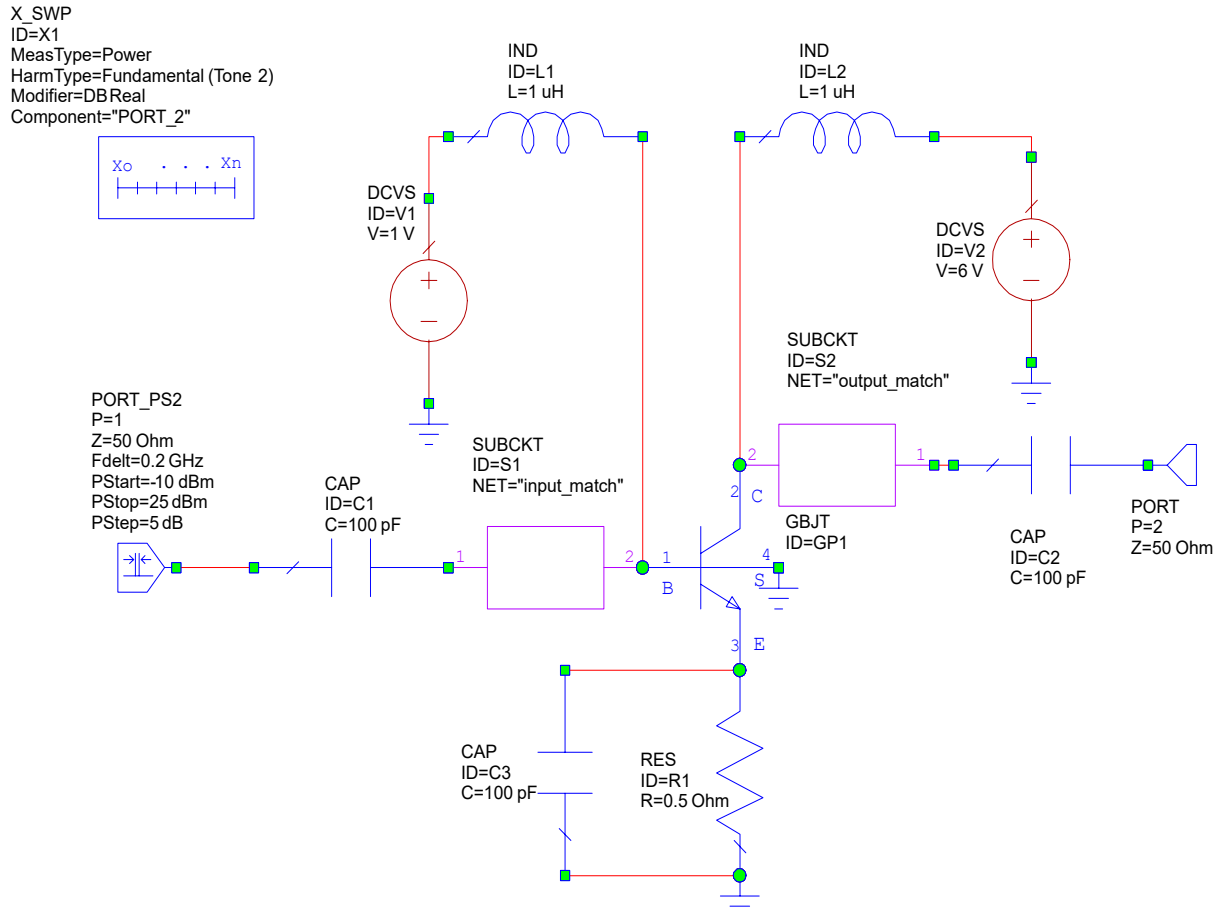 X_SWP
ID=X1
MeasType=Power
HarmType=Fundamental (Tone 2)
Modifier=DBReal
Component="PORT_2"
Xo . . . Xn
IND
ID=L1
L=1 uH
IND
ID=L2
L=1 uH
DCVS
ID=V1
V=1 V
DCVS
ID=V2
V=6 V
SUBCKT
ID=S2
NET="output_match"
PORT_PS2
P=1
Z=50 Ohm
Fdelt=0.2 GHz
PStart=-10 dBm
PStop=25 dBm
PStep=5 dB
CAP
ID=C1
C=100 pF
SUBCKT
ID=S1
NET="input_match"
1
2
2
1
2
C
GBJT
ID=GP1
1
B
4
S
3
E
CAP
ID=C2
C=100 pF
PORT
P=2
Z=50 Ohm
CAP
ID=C3
C=100 pF
RES
ID=R1
R=0.5 Ohm